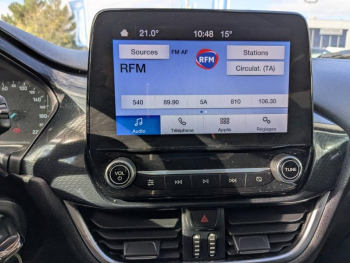 21.0° 10:48 15°
Sources FM AF RFM Stations
RFM
Circulat. (TA)
540 89.90 5A 810 106.30
Audio Téléphone Applis Réglages
VOL
TUNE